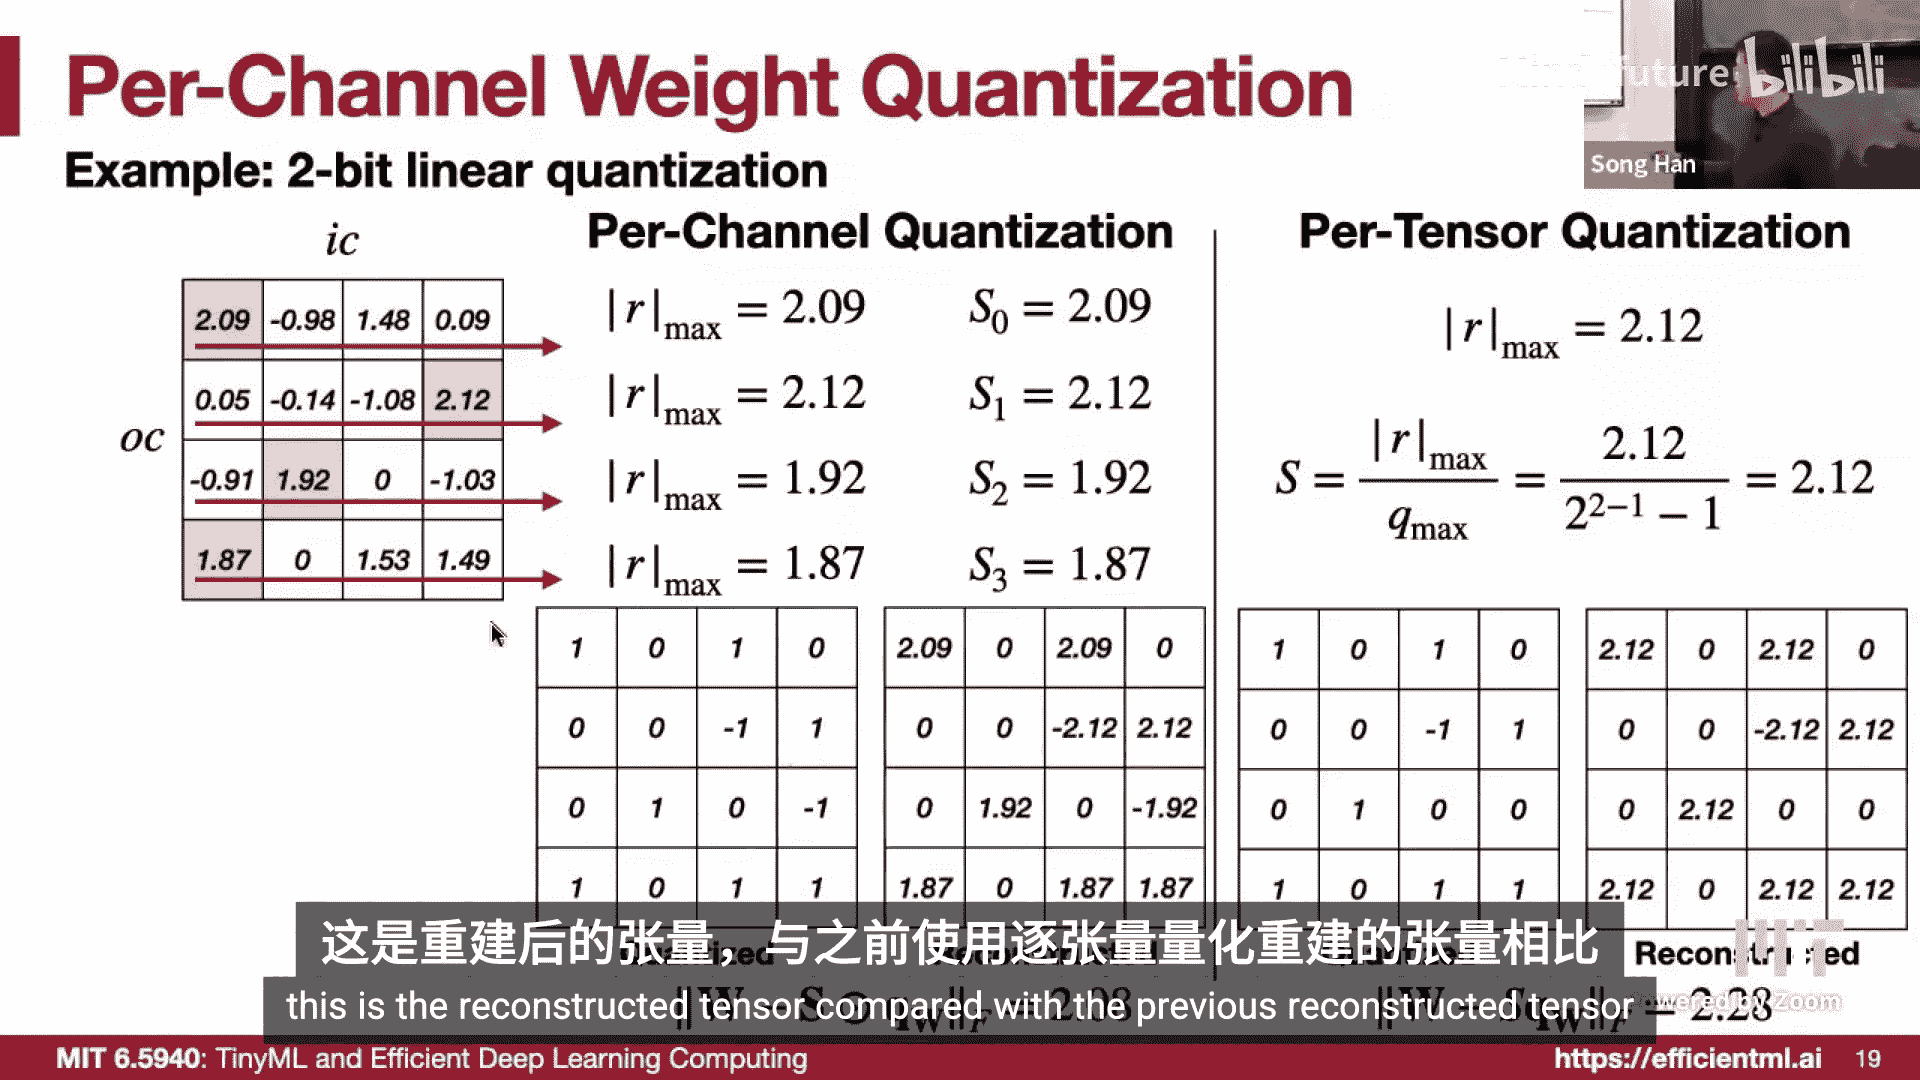 Per-Channel Weight Quantization
future
bilibili
Song Han
Example: 2-bit linear quantization
ic
oc
2.09 -0.98 1.48 0.09
0.05 -0.14 -1.08 2.12
-0.91 1.92 0 -1.03
1.87 0 1.53 1.49
Per-Channel Quantization
|r|max = 2.09 S0 = 2.09
|r|max = 2.12 S1 = 2.12
|r|max = 1.92 S2 = 1.92
|r|max = 1.87 S3 = 1.87
1 0 1 0
0 0 -1 1
0 1 0 -1
1 0 1 1
2.09 0 2.09 0
0 0 -2.12 2.12
0 1.92 0 -1.92
1.87 0 1.87 1.87
Per-Tensor Quantization
|r|max = 2.12
S = |r|max / qmax = 2.12 / 2^(2−1) − 1 = 2.12
1 0 1 0
0 0 -1 1
0 1 0 0
1 0 1 1
2.12 0 2.12 0
0 0 -2.12 2.12
0 2.12 0 0
2.12 0 2.12 2.12
Reconstructed
= 2.28
这是重建后的张量，与之前使用逐张量量化重建的张量相比
this is the reconstructed tensor compared with the previous reconstructed tensor
Powered by Zoom
MIT 6.5940: TinyML and Efficient Deep Learning Computing
https://efficientml.ai 19